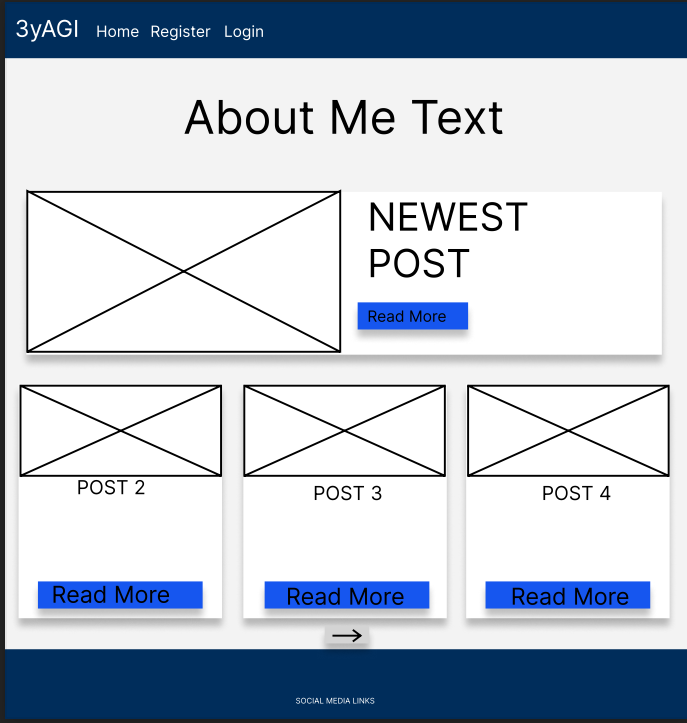 3yAGI Home Register Login
About Me Text
NEWEST
POST
Read More
POST 2
POST 3
POST 4
Read More
Read More
Read More
SOCIAL MEDIA LINKS